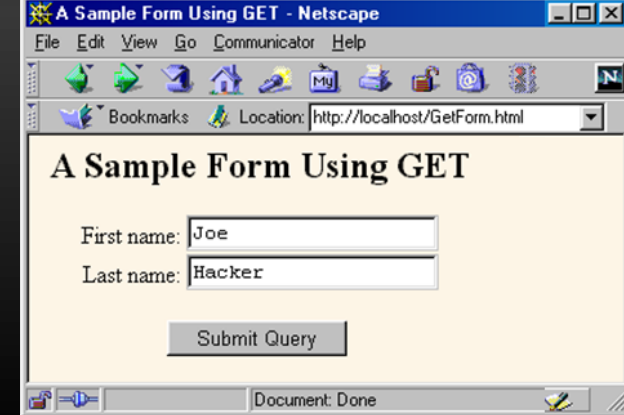 A Sample Form Using GET - Netscape
File Edit View Go Communicator Help
My N
Bookmarks Location: http://localhost/GetForm.html
A Sample Form Using GET
First name: Joe
Last name: Hacker
Submit Query
Document: Done